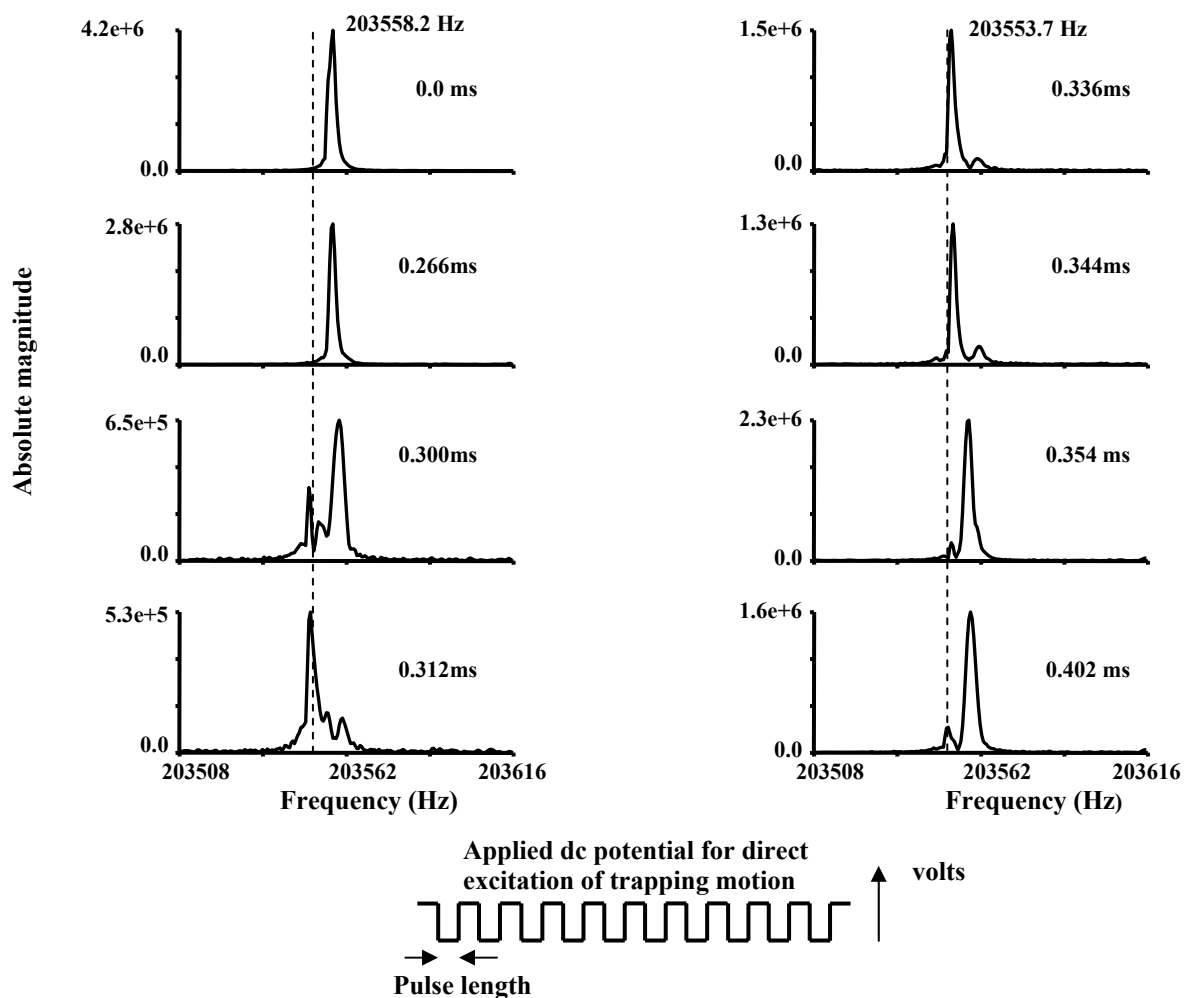 Absolute magnitude
4.2e+6
203558.2 Hz
0.0 ms
0.0
2.8e+6
0.266ms
0.0
6.5e+5
0.300ms
0.0
5.3e+5
0.312ms
0.0
203508
203562
203616
Frequency (Hz)
1.5e+6
203553.7 Hz
0.336ms
0.0
1.3e+6
0.344ms
0.0
2.3e+6
0.354 ms
0.0
1.6e+6
0.402 ms
0.0
203508
203562
203616
Frequency (Hz)
Applied dc potential for direct
excitation of trapping motion
volts
Pulse length